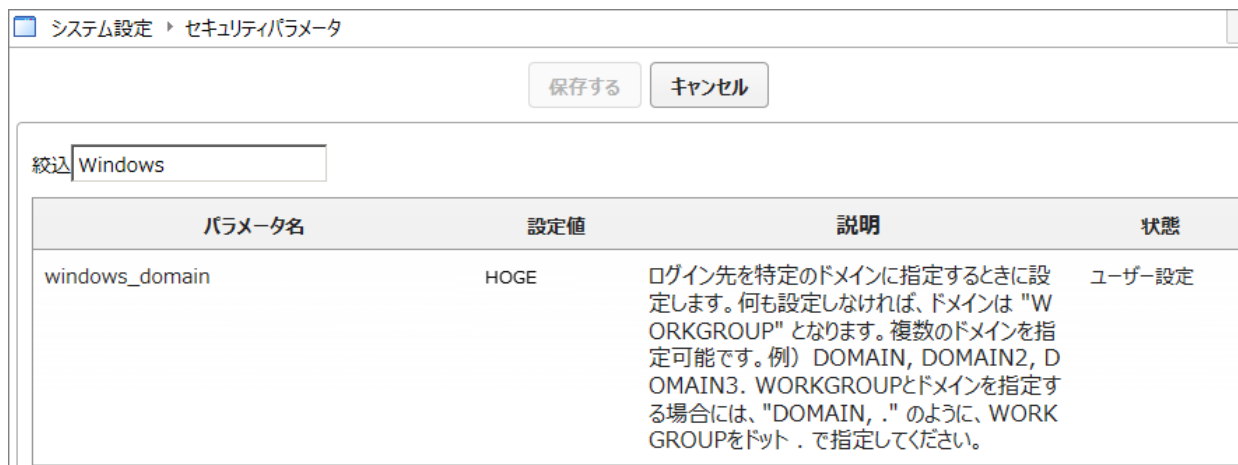 システム設定 ▸ セキュリティパラメータ
保存する キャンセル
絞込 Windows
パラメータ名 設定値 説明 状態
windows_domain HOGE ログイン先を特定のドメインに指定するときに設 ユーザー設定
定します。何も設定しなければ、ドメインは "W
ORKGROUP" となります。複数のドメインを指
定可能です。例）DOMAIN, DOMAIN2, D
OMAIN3. WORKGROUPとドメインを指定す
る場合には、"DOMAIN, ." のように、WORK
GROUPをドット . で指定してください。